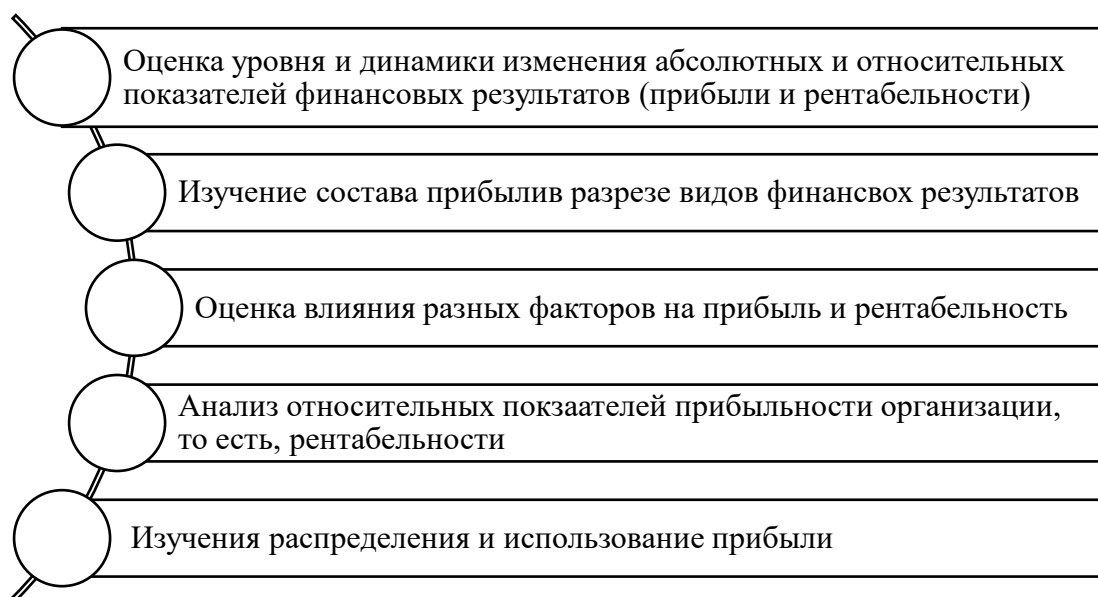 Оценка уровня и динамики изменения абсолютных и относительных
показателей финансовых результатов (прибыли и рентабельности)
Изучение состава прибылив разрезе видов финансвох результатов
Оценка влияния разных факторов на прибыль и рентабельность
Анализ относительных покзаателей прибыльности организации,
то есть, рентабельности
Изучения распределения и использование прибыли